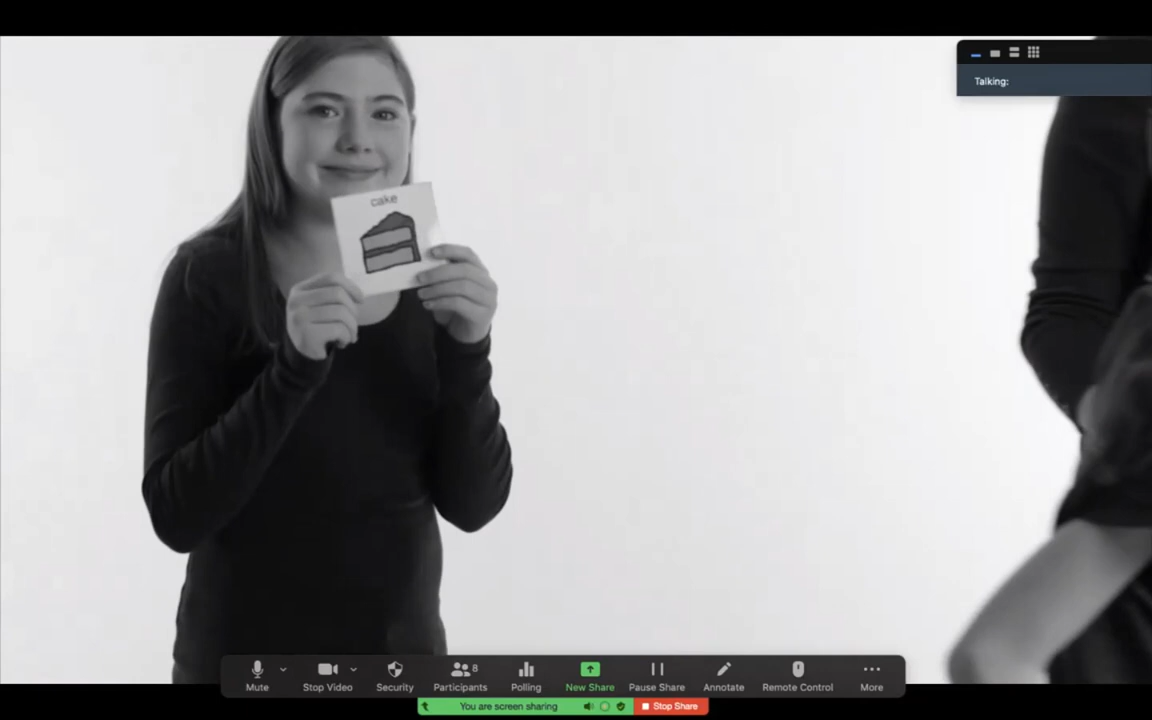 Talking:
cake
8
Mute
Stop Video
Security
Participants
Polling
New Share
Pause Share
Annotate
Remote Control
More
You are screen sharing
Stop Share